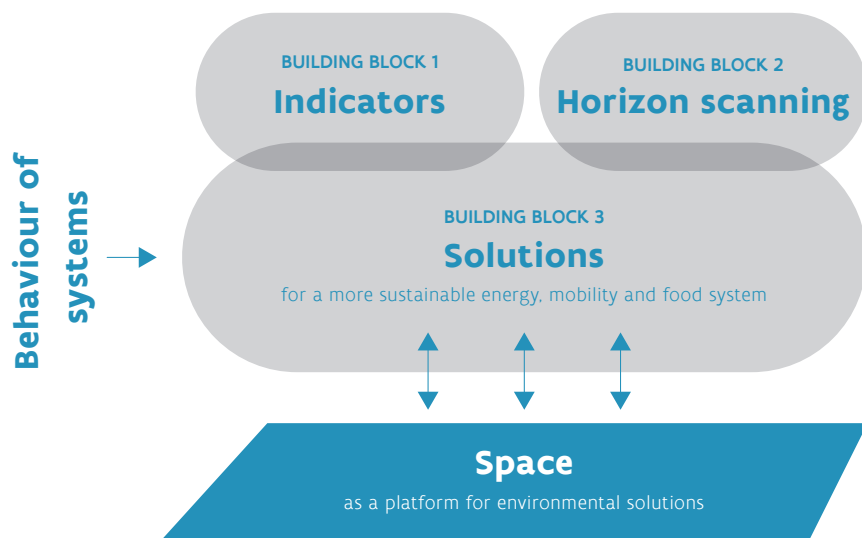 BUILDING BLOCK 1
Indicators
BUILDING BLOCK 2
Horizon scanning
Behaviour of
systems
BUILDING BLOCK 3
Solutions
for a more sustainable energy, mobility and food system
Space
as a platform for environmental solutions